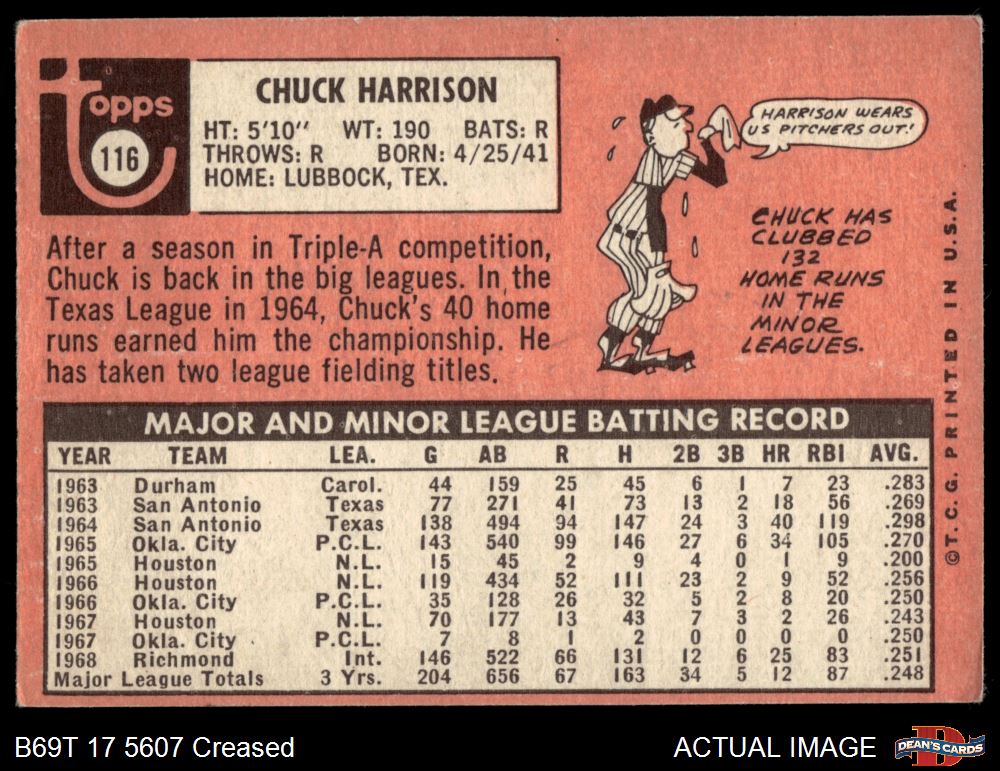 topps
116
CHUCK HARRISON
HT: 5'10" WT: 190 BATS: R
THROWS: R BORN: 4/25/41
HOME: LUBBOCK, TEX.
After a season in Triple-A competition,
Chuck is back in the big leagues. In the
Texas League in 1964, Chuck's 40 home
runs earned him the championship. He
has taken two league fielding titles.
HARRISON WEARS
US PITCHERS OUT!
CHUCK HAS
CLUBBED
132
HOME RUNS
IN THE
MINOR
LEAGUES.
©T.C.G. PRINTED IN U.S.A.
MAJOR AND MINOR LEAGUE BATTING RECORD
YEAR TEAM LEA. G AB R H 2B 3B HR RBI AVG.
1963 Durham Carol. 44 159 25 45 6 1 7 23 .283
1963 San Antonio Texas 77 271 41 73 13 2 18 56 .269
1964 San Antonio Texas 138 494 94 147 24 3 40 119 .298
1965 Okla. City P.C.L. 143 540 99 146 27 6 34 105 .270
1965 Houston N.L. 15 45 2 9 4 0 1 9 .200
1966 Houston N.L. 119 434 52 111 23 2 9 52 .256
1966 Okla. City P.C.L. 35 128 26 32 5 2 8 20 .250
1967 Houston N.L. 70 177 13 43 7 3 2 26 .243
1967 Okla. City P.C.L. 7 8 1 2 0 0 0 0 .250
1968 Richmond Int. 146 522 66 131 12 6 25 83 .251
Major League Totals 3 Yrs. 204 656 67 163 34 5 12 87 .248
B69T 17 5607 Creased
ACTUAL IMAGE
DEAN'S CARDS